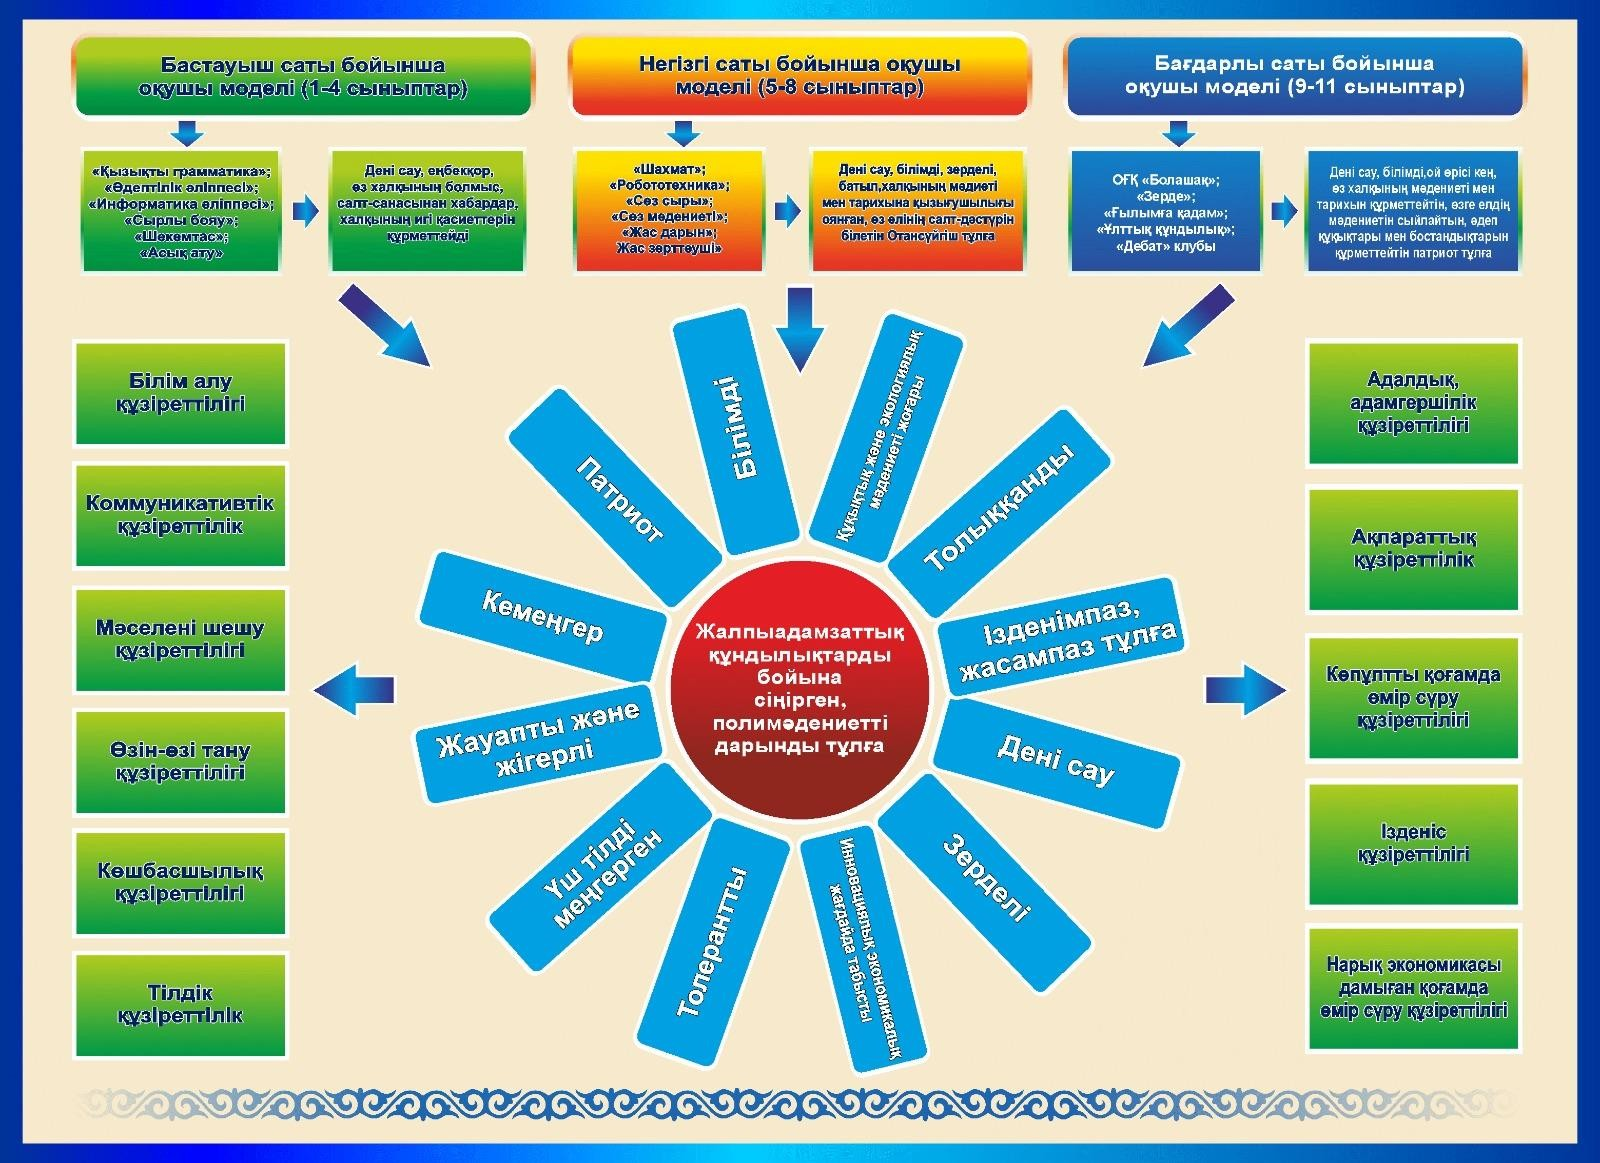 Бастауыш саты бойынша
оқушы моделі (1-4 сыныптар)
Негізгі саты бойынша оқушы
моделі (5-8 сыныптар)
Бағдарлы саты бойынша
оқушы моделі (9-11 сыныптар)
«Қызықты грамматика»;
«Әдептілік әліппесі»;
«Информатика әліппесі»;
«Сырлы бояу»;
«Шекемтас»;
«Асық ату»
Дені сау, еңбекқор,
өз халқының болмыс,
салт-санасынан хабардар,
халқының игі қасиеттерін
құрметтейді
«Шахмат»;
«Робототехника»;
«Сөз сыры»;
«Сөз мәдениеті»;
«Жас дарын»;
Жас зерттеуші»
Дені сау, білімді, зерделі,
батыл,халқының мәдиеті
мен тарихына қызығушылығы
оянған, өз елінің салт-дәстүрін
білетін Отансүйгіш тұлға
ОҒҚ «Болашақ»;
«Зерде»;
«Ғылымға қадам»;
«Ұлттық құндылық»;
«Дебат» клубы
Дені сау, білімді,ой өрісі кең,
өз халқының мәдениеті мен
тарихын құрметтейтін, өзге елдің
мәдениетін сыйлайтын, әдеп
құқықтары мен бостандықтарын
құрметтейтін патриот тұлға
Білім алу
құзіреттілігі
Коммуникативтік
құзіреттілік
Мәселені шешу
құзіреттілігі
Өзін-өзі тану
құзіреттілігі
Көшбасшылық
құзіреттілігі
Тілдік
құзіреттілік
Білімді
Құқықтық және экологиялық
мәдениеті жоғары
Толыққанды
Ізденімпаз,
жасампаз тұлға
Дені сау
Зерделі
Инновациялық экономикалық
жағдайда табысты
Толерантты
Үш тілді
меңгерген
Жауапты және
жігерлі
Кемеңгер
Патриот
Жалпыадамзаттық
құндылықтарды
бойына
сіңірген,
полимәдениетті
дарынды тұлға
Адалдық,
адамгершілік
құзіреттілігі
Ақпараттық
құзіреттілік
Көпұлтты қоғамда
өмір сүру
құзіреттілігі
Ізденіс
құзіреттілігі
Нарық экономикасы
дамыған қоғамда
өмір сүру құзіреттілігі